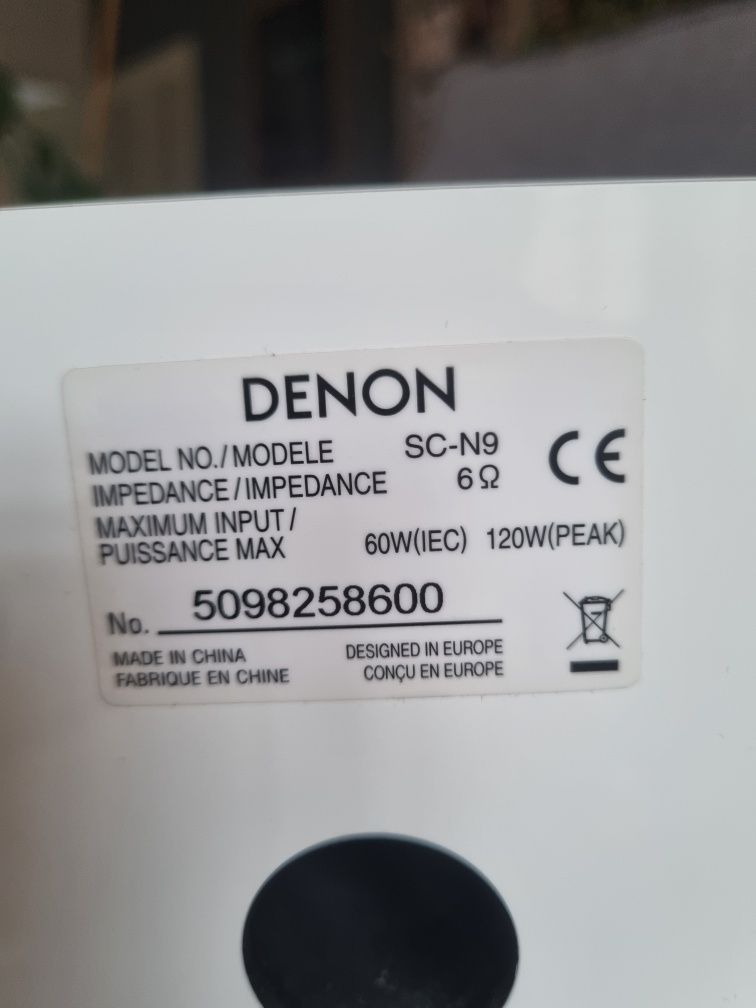 DENON
MODEL NO./MODELE SC-N9
IMPEDANCE/IMPEDANCE 6Ω
MAXIMUM INPUT/
PUISSANCE MAX 60W(IEC) 120W(PEAK)
CE
No. 5098258600
MADE IN CHINA
FABRIQUE EN CHINE
DESIGNED IN EUROPE
CONÇU EN EUROPE